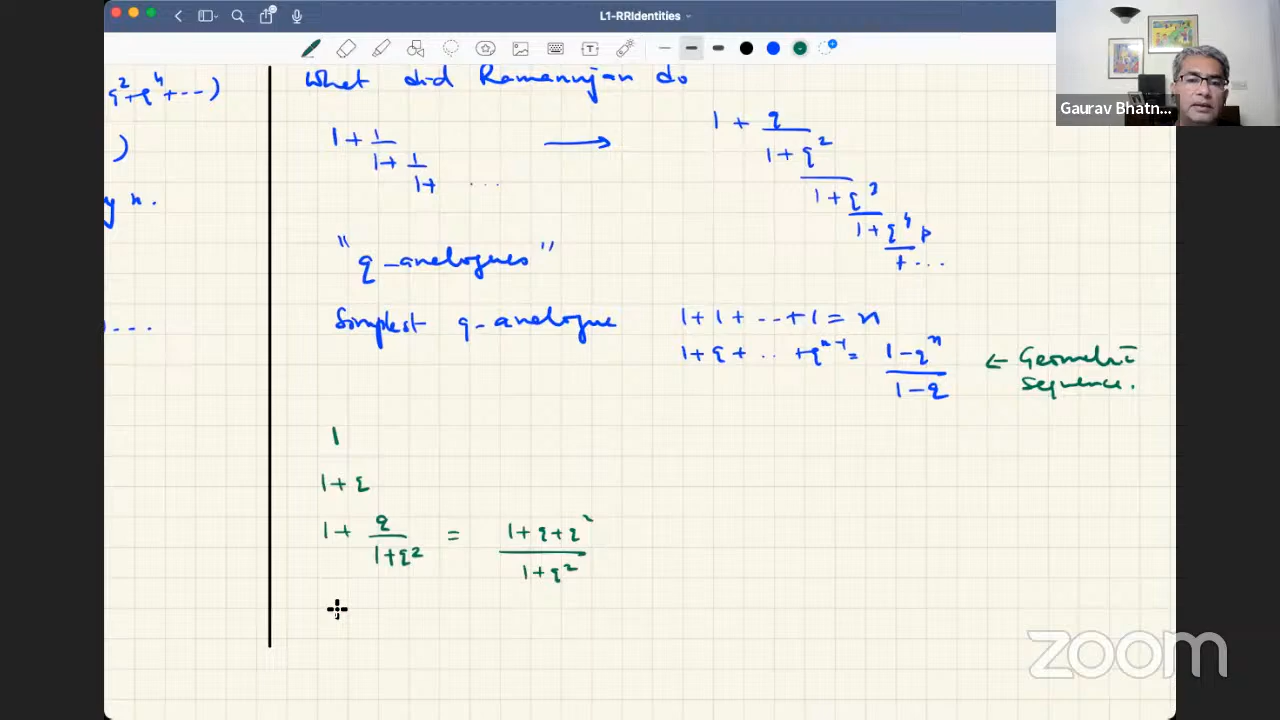 L1-RRIdentities
Gaurav Bhatn...
q²+q⁴+...)
)
y n.
...
What did Ramanujan do
1 + 1/(1+ 1/(1+ ... → 1 + q/(1+ q²/(1+ q³/(1+ q⁴/(+ ...
"q-analogues"
Simplest q-analogue
1+1+...+1 = n
1+q+...+qⁿ⁻¹ = (1-qⁿ)/(1-q) ← Geometric
sequence.
1
1+q
1+ q/(1+q²) = (1+q+q²)/(1+q²)
zoom